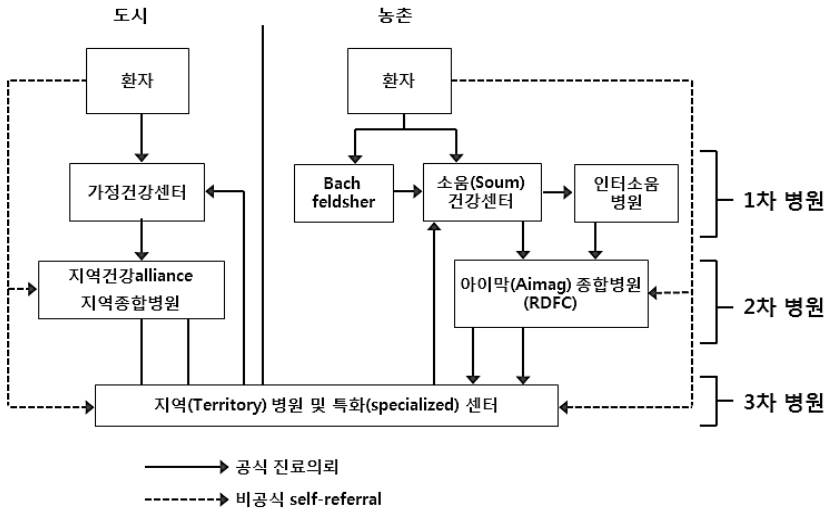 도시
농촌
환자
환자
가정건강센터
Bach
feldsher
소움(Soum)
건강센터
인터소움
병원
1차 병원
지역건강alliance
지역종합병원
아이막(Aimag) 종합병원
(RDFC)
2차 병원
지역(Territory) 병원 및 특화(specialized) 센터
3차 병원
공식 진료의뢰
비공식 self-referral